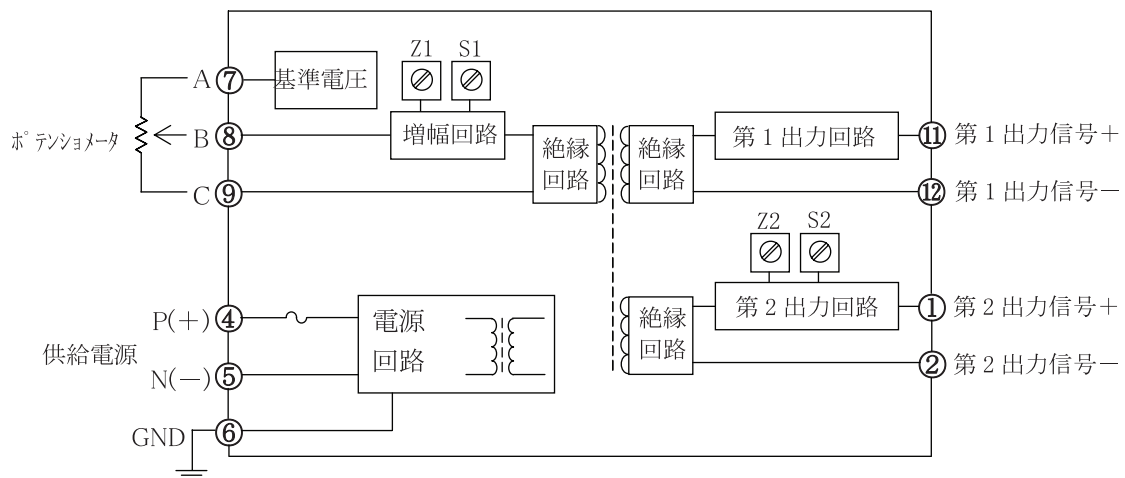 Z1
S1
A ⑦
基準電圧
ﾎﾟﾃﾝｼｮﾒｰﾀ
B ⑧
増幅回路
絶縁
回路
絶縁
回路
第1出力回路
⑪ 第1出力信号+
C ⑨
⑫ 第1出力信号−
Z2
S2
P(+) ④
電源
回路
絶縁
回路
第2出力回路
① 第2出力信号+
供給電源
N(−) ⑤
② 第2出力信号−
GND ⑥